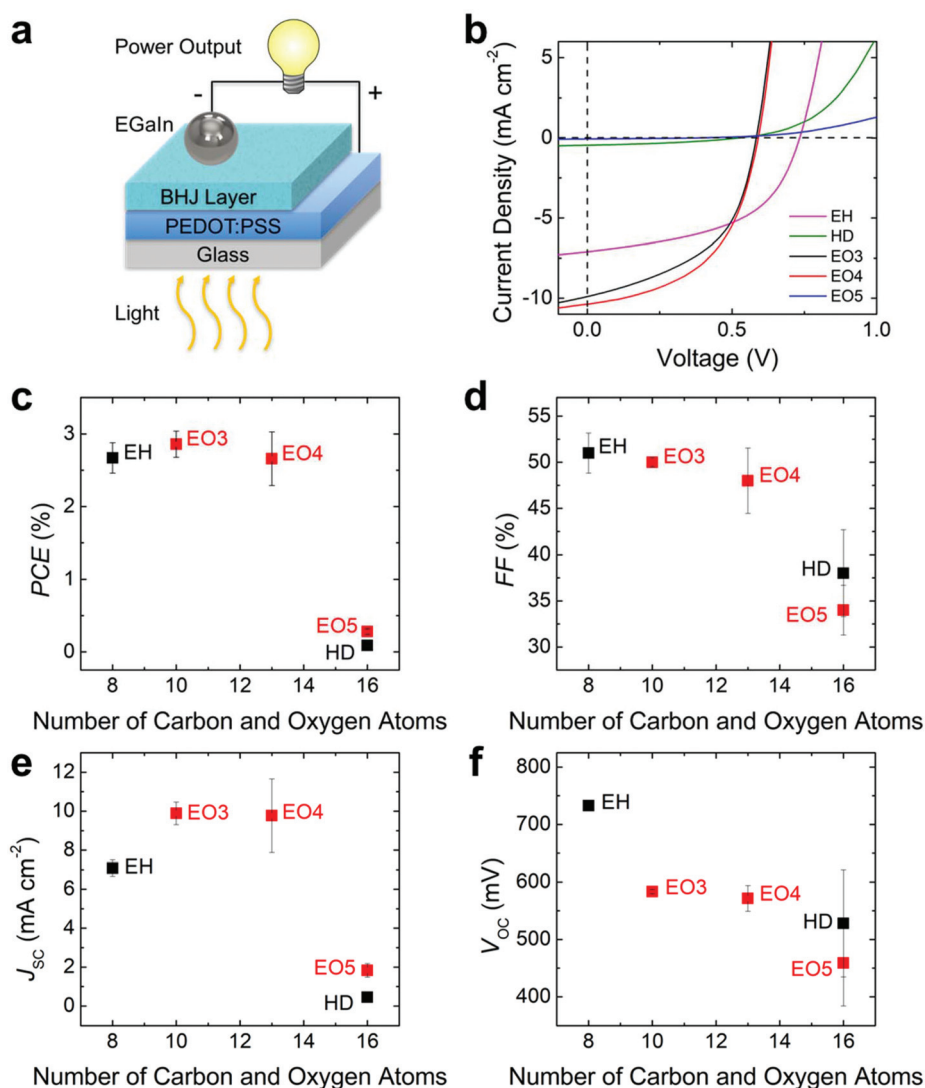 a
Power Output
-
+
EGaIn
BHJ Layer
PEDOT:PSS
Glass
Light
b
Current Density (mA cm-2)
5
0
-5
-10
EH
HD
EO3
EO4
EO5
0.0
0.5
1.0
Voltage (V)
c
PCE (%)
3
2
1
0
EH
EO3
EO4
EO5
HD
8
10
12
14
16
Number of Carbon and Oxygen Atoms
d
FF (%)
55
50
45
40
35
30
EH
EO3
EO4
HD
EO5
8
10
12
14
16
Number of Carbon and Oxygen Atoms
e
JSC (mA cm-2)
12
10
8
6
4
2
0
EH
EO3
EO4
EO5
HD
8
10
12
14
16
Number of Carbon and Oxygen Atoms
f
VOC (mV)
800
700
600
500
400
EH
EO3
EO4
HD
EO5
8
10
12
14
16
Number of Carbon and Oxygen Atoms